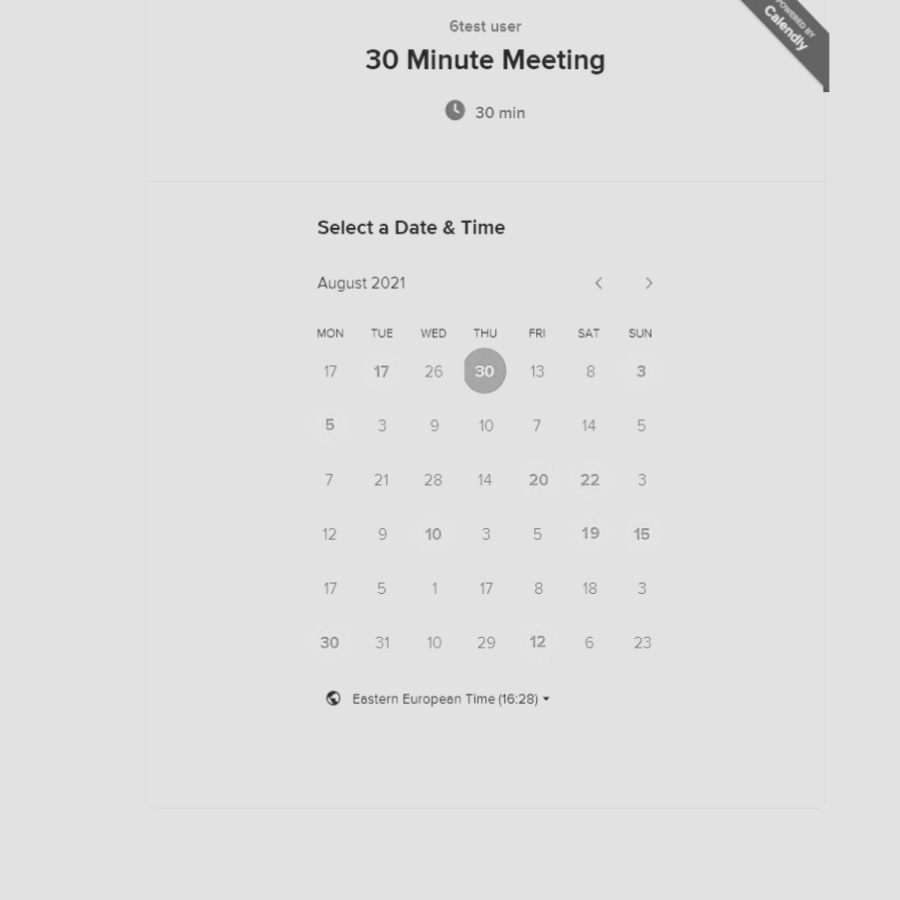 POWERED BY
Calendly
6test user
30 Minute Meeting
30 min
Select a Date & Time
August 2021
MON TUE WED THU FRI SAT SUN
17 17 26 30 13 8 3
5 3 9 10 7 14 5
7 21 28 14 20 22 3
12 9 10 3 5 19 15
17 5 1 17 8 18 3
30 31 10 29 12 6 23
Eastern European Time (16:28)